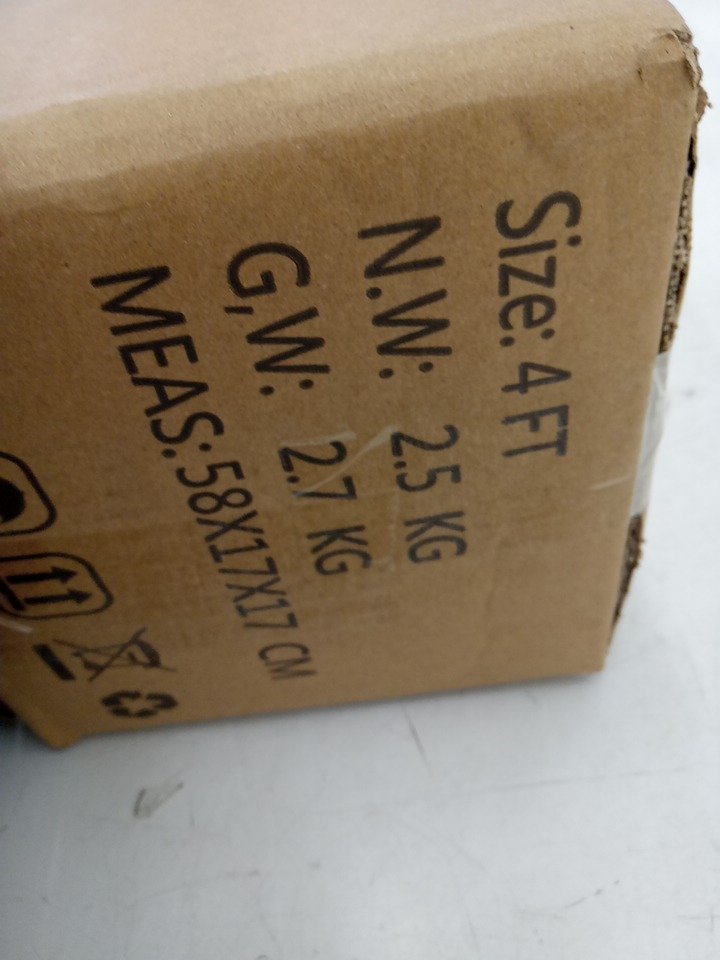 Size: 4 FT
N.W: 2.5 KG
G,W: 2.7 KG
MEAS:58X17X17 CM